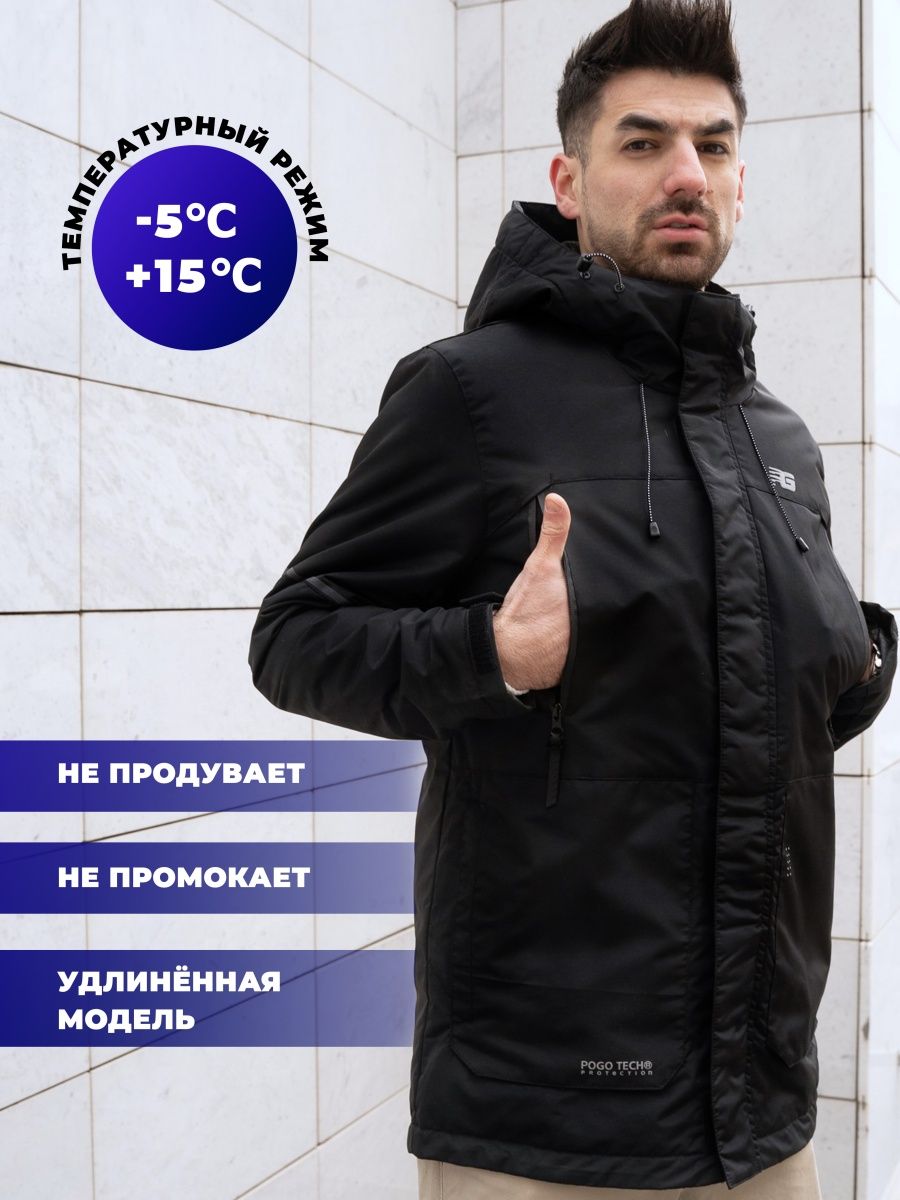 ТЕМПЕРАТУРНЫЙ РЕЖИМ
-5°C
+15°C
НЕ ПРОДУВАЕТ
НЕ ПРОМОКАЕТ
УДЛИНЁННАЯ
МОДЕЛЬ
POGO TECH®
PROTECTION